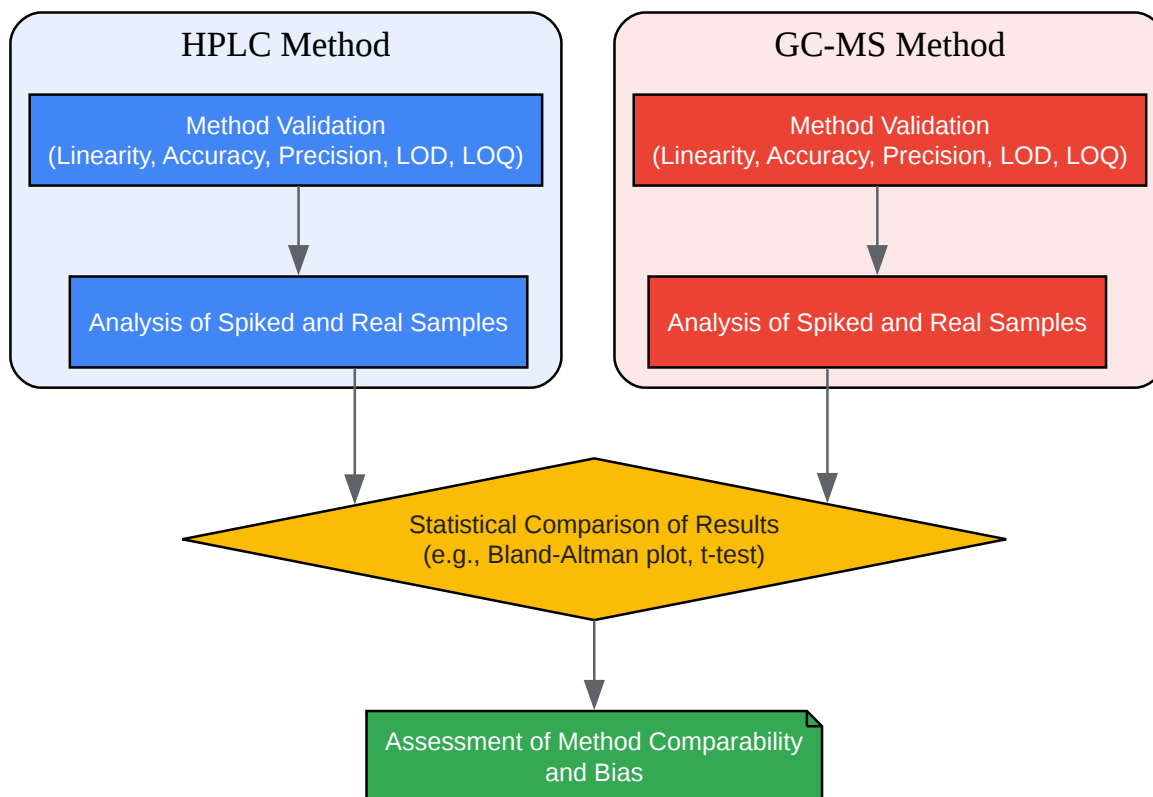 HPLC Method
Method Validation
(Linearity, Accuracy, Precision, LOD, LOQ)
Analysis of Spiked and Real Samples
GC-MS Method
Method Validation
(Linearity, Accuracy, Precision, LOD, LOQ)
Analysis of Spiked and Real Samples
Statistical Comparison of Results
(e.g., Bland-Altman plot, t-test)
Assessment of Method Comparability
and Bias